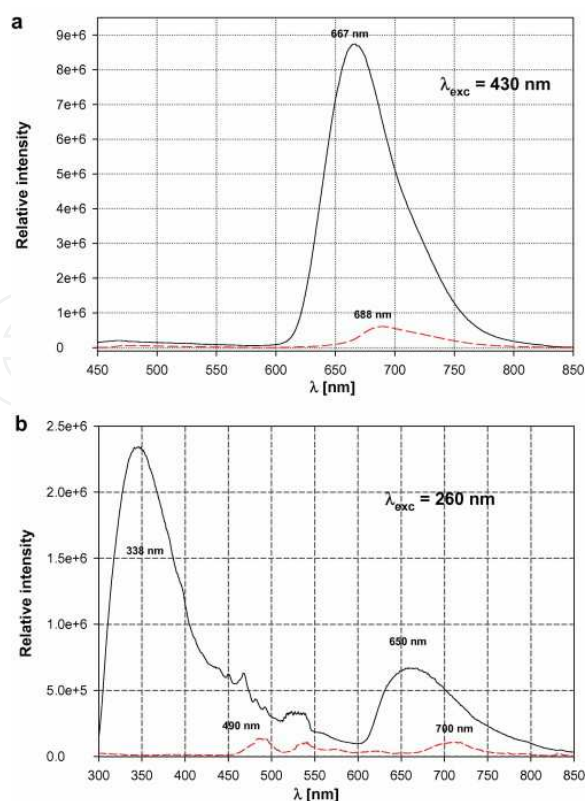 a
667 nm
λexc = 430 nm
Relative intensity
9e+6
8e+6
7e+6
6e+6
5e+6
4e+6
3e+6
2e+6
1e+6
0
688 nm
450 500 550 600 650 700 750 800 850
λ [nm]
b
λexc = 260 nm
Relative intensity
2.5e+6
2.0e+6
1.5e+6
1.0e+6
5.0e+5
0.0
338 nm
650 nm
490 nm
700 nm
300 350 400 450 500 550 600 650 700 750 800 850
λ [nm]